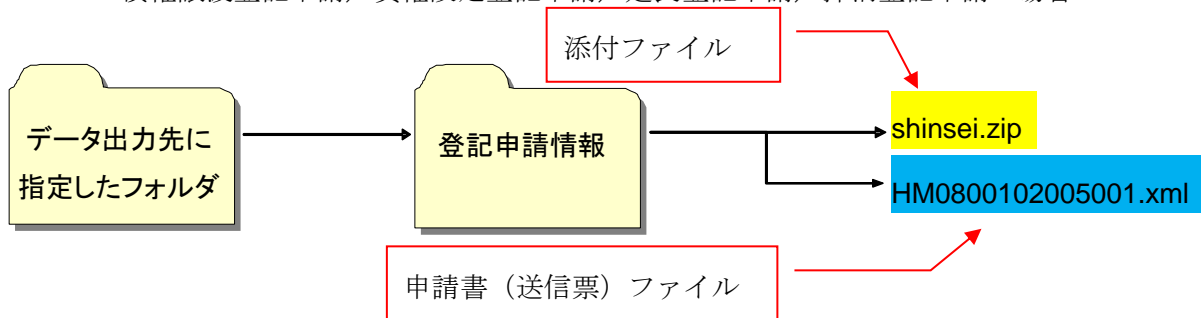 添付ファイル
データ出力先に
指定したフォルダ
登記申請情報
shinsei.zip
HM0800102005001.xml
申請書（送信票）ファイル